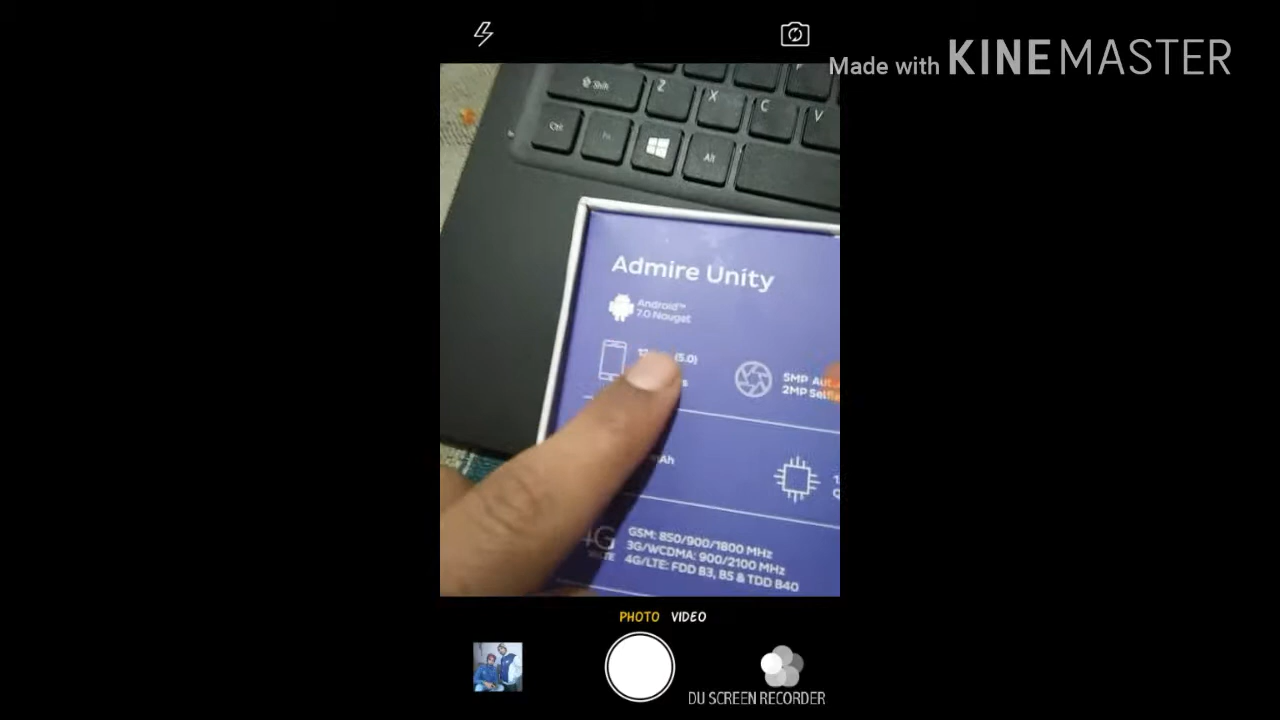 Made with KINEMASTER
Shift
Z
X
C
V
Ctrl
Fn
Alt
Admire Unity
Android™
7.0 Nougat
(5.0)
5MP
2MP
GSM: 850/900/1800 MHz
3G/WCDMA: 900/2100 MHz
4G/LTE: FDD B3, B5 & TDD B40
PHOTO VIDEO
DU SCREEN RECORDER